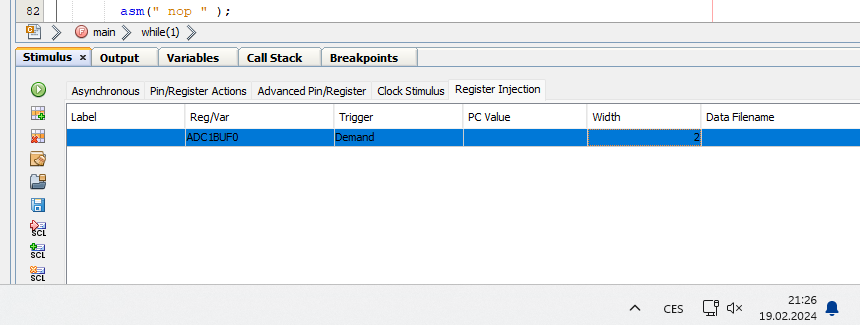 82 asm(" nop " );
main while(1)
Stimulus × Output Variables Call Stack Breakpoints
Asynchronous Pin/Register Actions Advanced Pin/Register Clock Stimulus Register Injection
Label Reg/Var Trigger PC Value Width Data Filename
ADC1BUF0 Demand 2
SCL
SCL
SCL
CES
21:26
19.02.2024